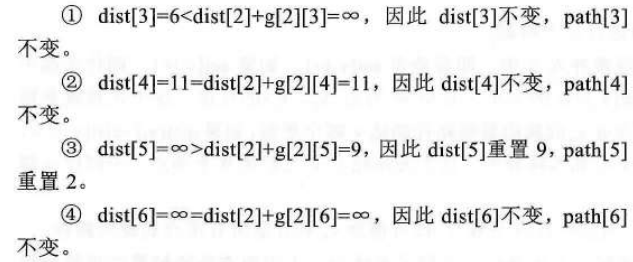 ① dist[3]=6<dist[2]+g[2][3]=∞，因此 dist[3]不变，path[3]
不变。
② dist[4]=11=dist[2]+g[2][4]=11，因此 dist[4]不变，path[4]
不变。
③ dist[5]=∞>dist[2]+g[2][5]=9，因此 dist[5]重置 9，path[5]
重置 2。
④ dist[6]=∞=dist[2]+g[2][6]=∞，因此 dist[6]不变，path[6]
不变。